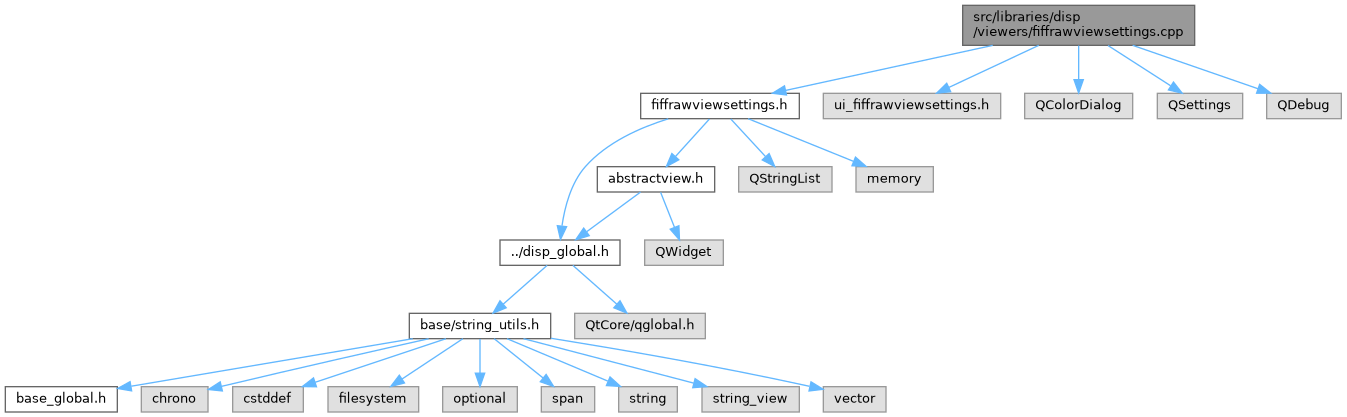 src/libraries/disp
/viewers/fiffrawviewsettings.cpp
fiffrawviewsettings.h
ui_fiffrawviewsettings.h
QColorDialog
QSettings
QDebug
abstractview.h
QStringList
memory
../disp_global.h
QWidget
base/string_utils.h
QtCore/qglobal.h
base_global.h
chrono
cstddef
filesystem
optional
span
string
string_view
vector